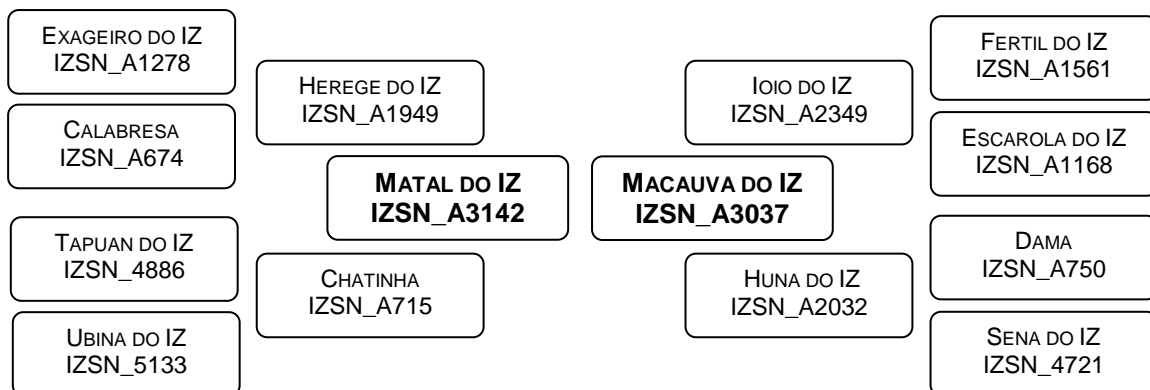 EXAGEIRO DO IZ
IZSN_A1278
CALABRESA
IZSN_A674
TAPUAN DO IZ
IZSN_4886
UBINA DO IZ
IZSN_5133
HEREGE DO IZ
IZSN_A1949
CHATINHA
IZSN_A715
MATAL DO IZ
IZSN_A3142
MACAUVA DO IZ
IZSN_A3037
IOIO DO IZ
IZSN_A2349
HUNA DO IZ
IZSN_A2032
FERTIL DO IZ
IZSN_A1561
ESCAROLA DO IZ
IZSN_A1168
DAMA
IZSN_A750
SENA DO IZ
IZSN_4721